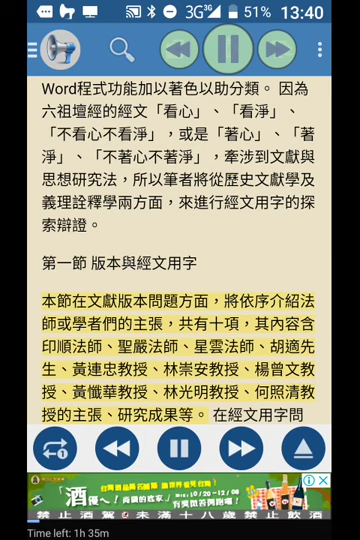 3G 36 51% 13:40
Word程式功能加以著色以助分類。 因為
六祖壇經的經文「看心」、「看淨」、
「不看心不看淨」，或是「著心」、「著
淨」、「不著心不著淨」，牽涉到文獻與
思想研究法，所以筆者將從歷史文獻學及
義理詮釋學兩方面，來進行經文用字的探
索辯證。
第一節 版本與經文用字
本節在文獻版本問題方面，將依序介紹法
師或學者們的主張，共有十項，其內容含
印順法師、聖嚴法師、星雲法師、胡適先
生、黃連忠教授、林崇安教授、楊曾文教
授、黃懺華教授、林光明教授、何照清教
授的主張、研究成果等。 在經文用字問
1
「酒
10/20-12/08
禁止酒駕 未滿十八歲禁止飲酒
Time left: 1h 35m